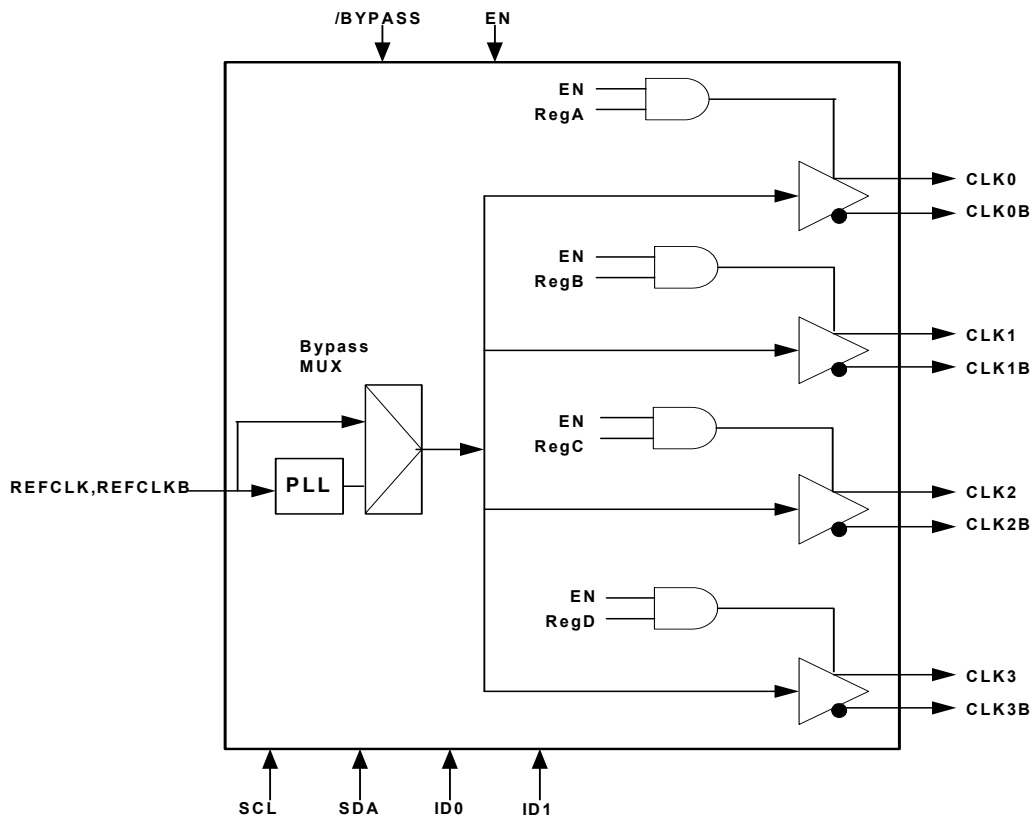 /BYPASS EN
EN
RegA
CLK0
CLK0B
EN
RegB
CLK1
CLK1B
Bypass
MUX
EN
RegC
REFCLK,REFCLKB
PLL
CLK2
CLK2B
EN
RegD
CLK3
CLK3B
SCL SDA ID0 ID1